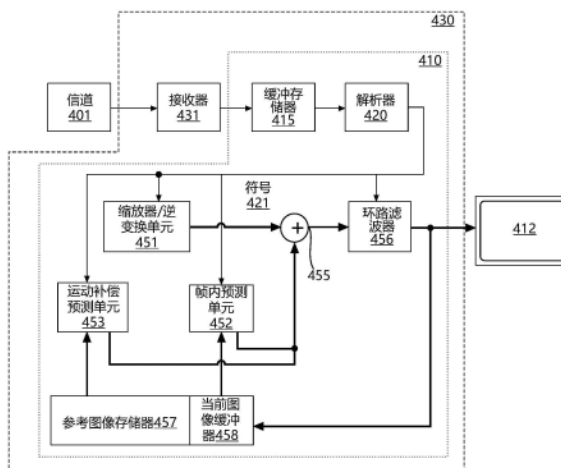 430
410
信道
401
接收器
431
缓冲存
储器
415
解析器
420
符号
421
缩放器/逆
变换单元
451
455
环路滤
波器
456
412
运动补偿
预测单元
453
帧内预测
单元
452
参考图像存储器457
当前图
像缓冲
器458